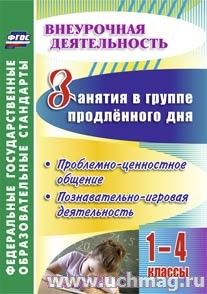 ФГОС
ВНЕУРОЧНАЯ
ДЕЯТЕЛЬНОСТЬ
ФЕДЕРАЛЬНЫЕ ГОСУДАРСТВЕННЫЕ
ОБРАЗОВАТЕЛЬНЫЕ СТАНДАРТЫ
Занятия в группе
продлённого дня
• Проблемно-ценностное
общение
• Познавательно-игровая
деятельность
1–4
классы
www.uchmag.ru